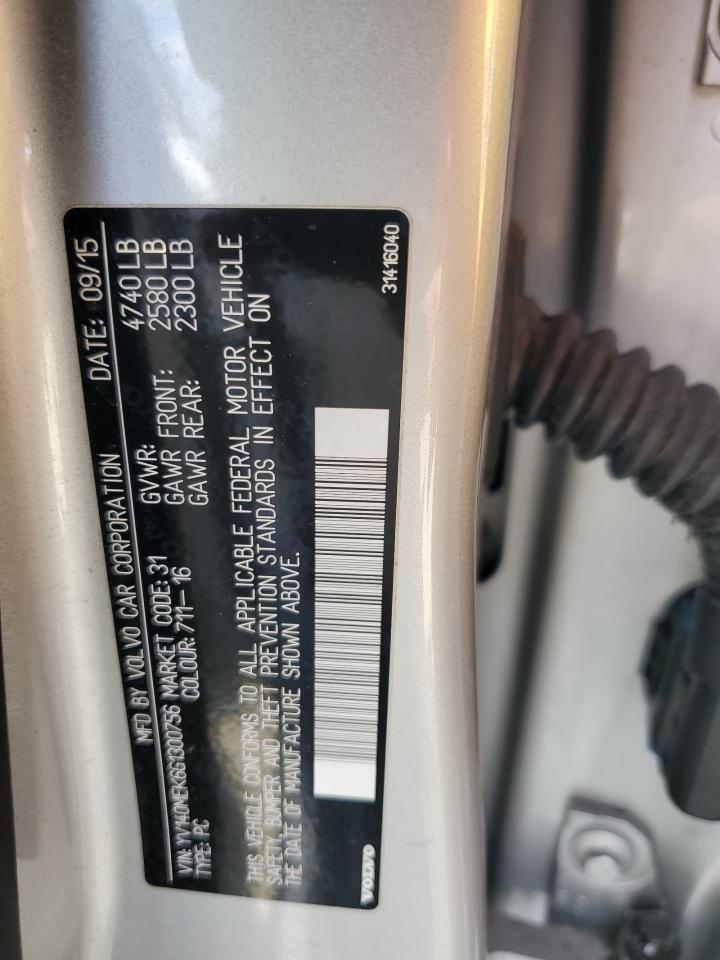 MFD BY VOLVO CAR CORPORATION DATE: 09/15
GVWR: 4740 LB
GAWR FRONT: 2580 LB
GAWR REAR: 2300 LB
VIN: YV140MEK6G1300756 MARKET CODE: 31
TYPE: PC COLOUR: 711-16
THIS VEHICLE CONFORMS TO ALL APPLICABLE FEDERAL MOTOR VEHICLE
SAFETY, BUMPER AND THEFT PREVENTION STANDARDS IN EFFECT ON
THE DATE OF MANUFACTURE SHOWN ABOVE.
VOLVO 31416040